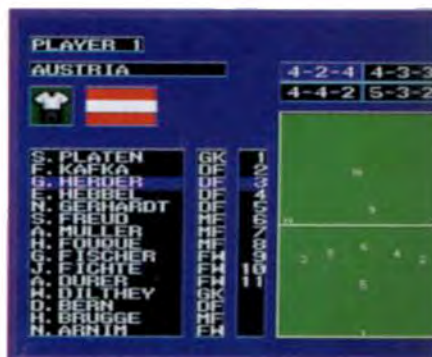 PLAYER 1
AUSTRIA
4-2-4 4-3-3
4-4-2 5-3-2
S. PLATEN GK 1
F. KAFKA DF 2
G. HERDER DF 3
C. HEBBEL DF 4
N. GERHARDT DF 5
S. FREUD MF 6
A. MULLER MF 7
H. FOUQUE MF 8
G. FISCHER FW 9
J. FICHTE FW 10
A. DURER FW 11
W. DILTHEY GK
D. BERN DF
H. BRUGGE MF
N. ARNIM FW